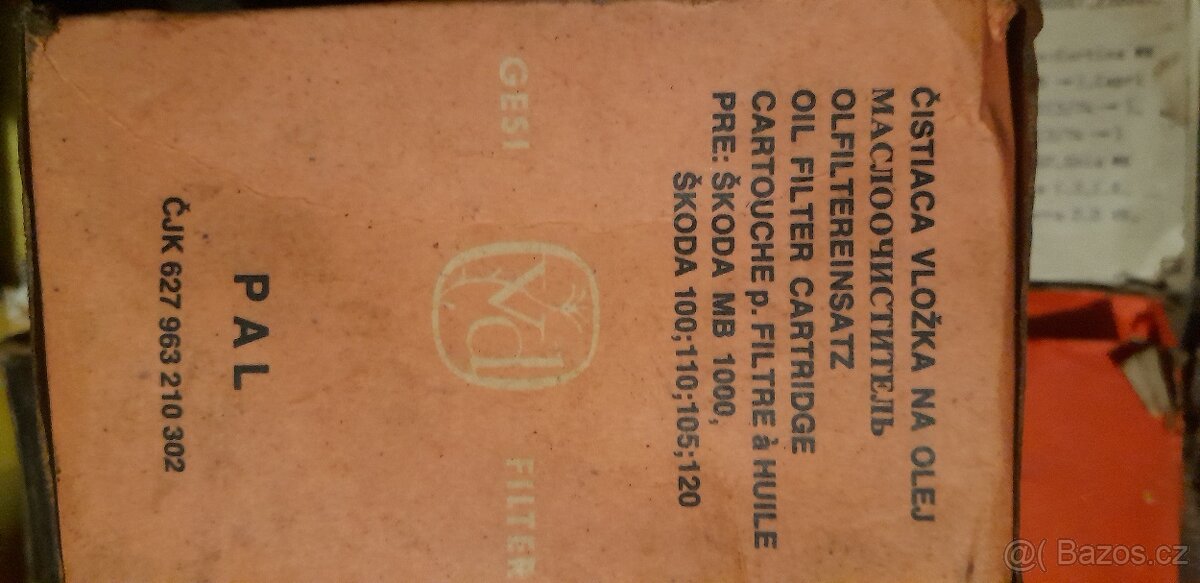 ČISTIACA VLOŽKA NA OLEJ
МАСЛООЧИСТИТЕЛЬ
OLFILTEREINSATZ
OIL FILTER CARTRIDGE
CARTOUCHE p. FILTRE à HUILE
PRE: ŠKODA MB 1000,
ŠKODA 100;110;105;120
GESI FILTER
PAL
ČJK 627 963 210 302
@( Bazos.cz